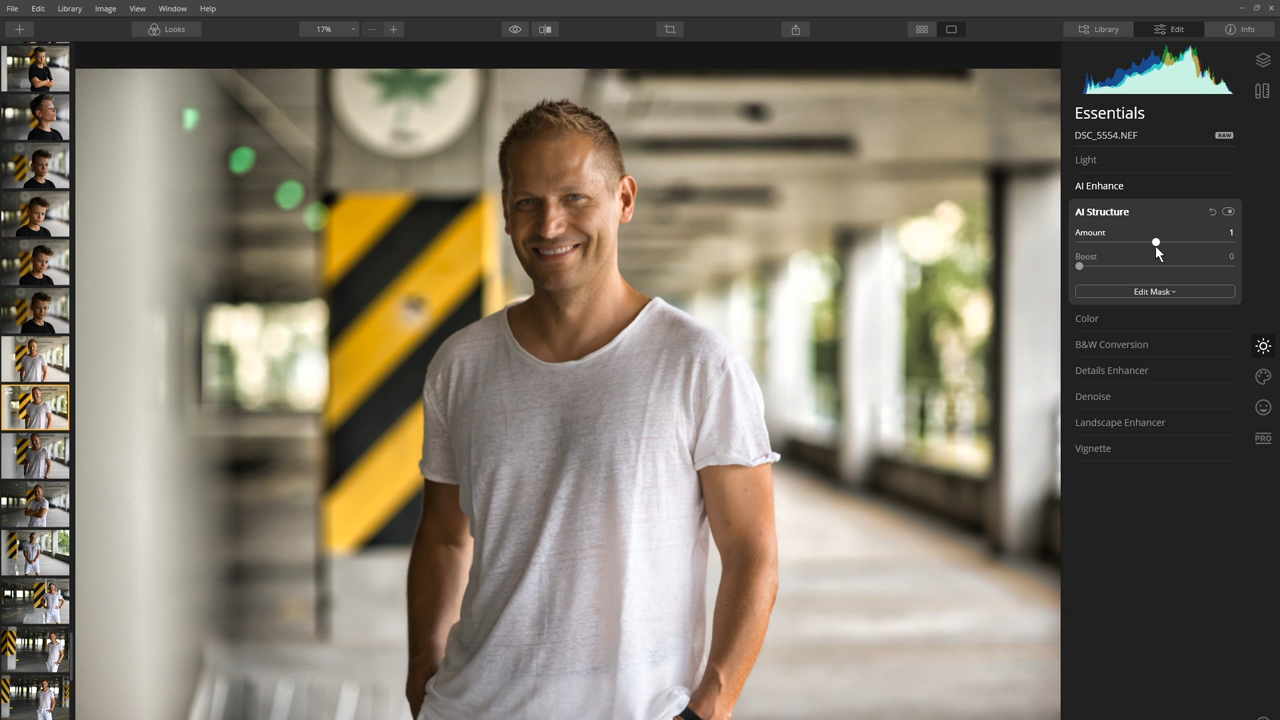 File Edit Library Image View Window Help
Looks 17% Library Edit Info
Essentials
DSC_5554.NEF RAW
Light
AI Enhance
AI Structure
Amount 1
Boost 0
Edit Mask
Color
B&W Conversion
Details Enhancer
Denoise
Landscape Enhancer
Vignette
PRO